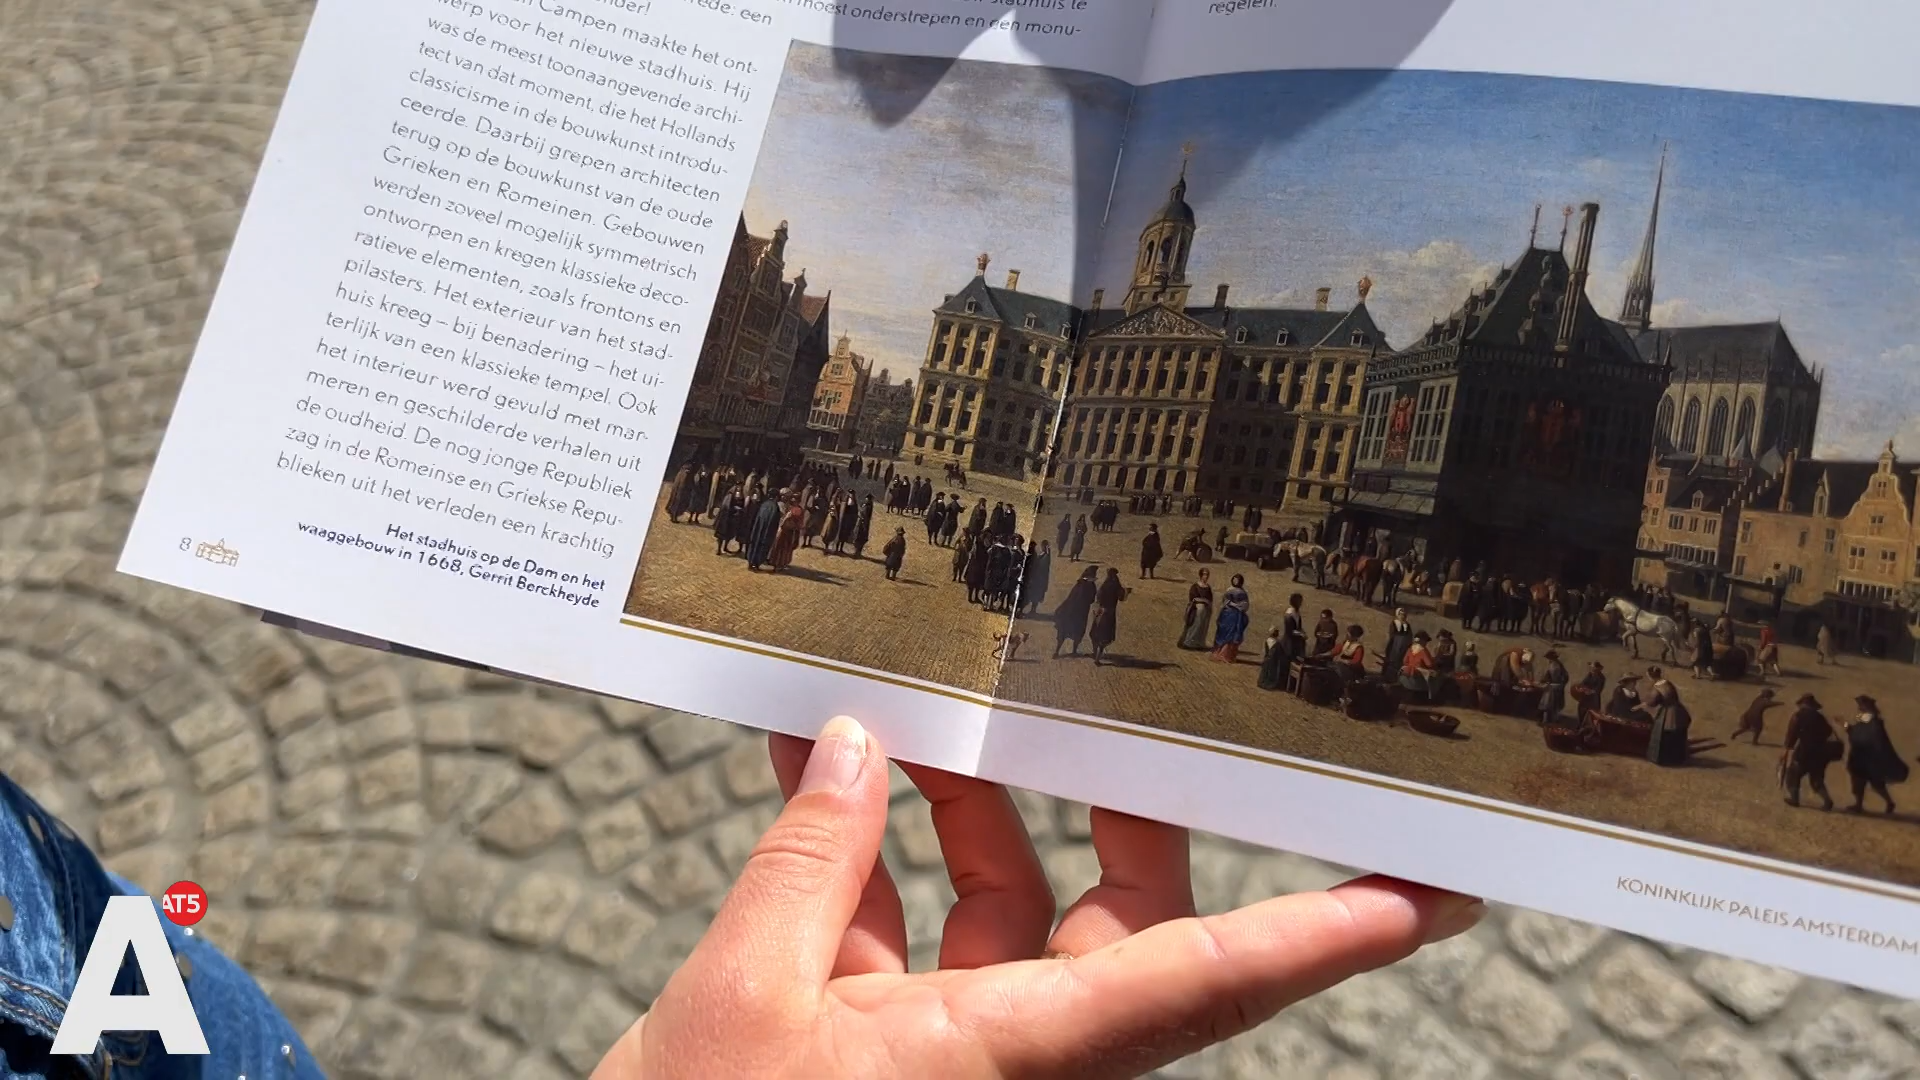 rede: een
nder!
Campen maakte het ont-
werp voor het nieuwe stadhuis. Hij
was de meest toonaangevende archi-
tect van dat moment, die het Hollands
classicisme in de bouwkunst introdu-
ceerde. Daarbij grepen architecten
terug op de bouwkunst van de oude
Grieken en Romeinen. Gebouwen
werden zoveel mogelijk symmetrisch
ontworpen en kregen klassieke deco-
ratieve elementen, zoals frontons en
pilasters. Het exterieur van het stad-
huis kreeg – bij benadering – het ui-
terlijk van een klassieke tempel. Ook
het interieur werd gevuld met mar-
meren en geschilderde verhalen uit
de oudheid. De nog jonge Republiek
zag in de Romeinse en Griekse Repu-
blieken uit het verleden een krachtig
Het stadhuis op de Dam en het
waaggebouw in 1668, Gerrit Berckheyde
8
stadhuis te
moest onderstrepen en een monu-
regelen.
KONINKLIJK PALEIS AMSTERDAM
A
AT5